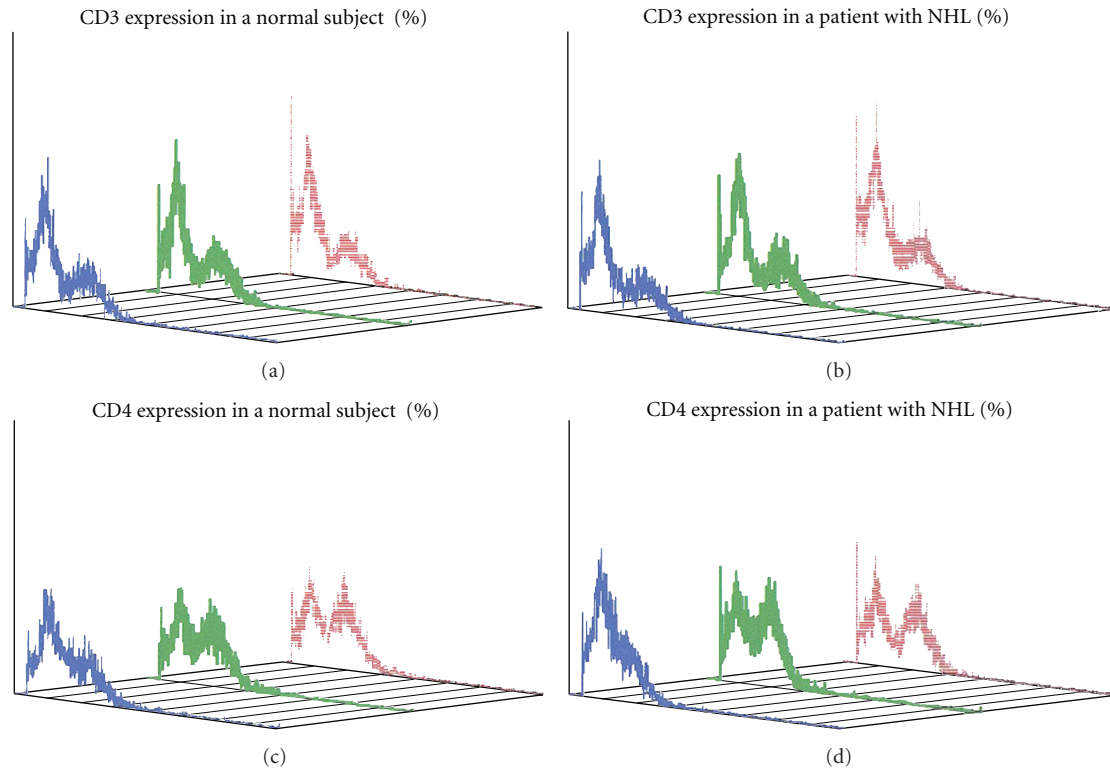 CD3 expression in a normal subject (%)
CD3 expression in a patient with NHL (%)
(a)
(b)
CD4 expression in a normal subject (%)
CD4 expression in a patient with NHL (%)
(c)
(d)